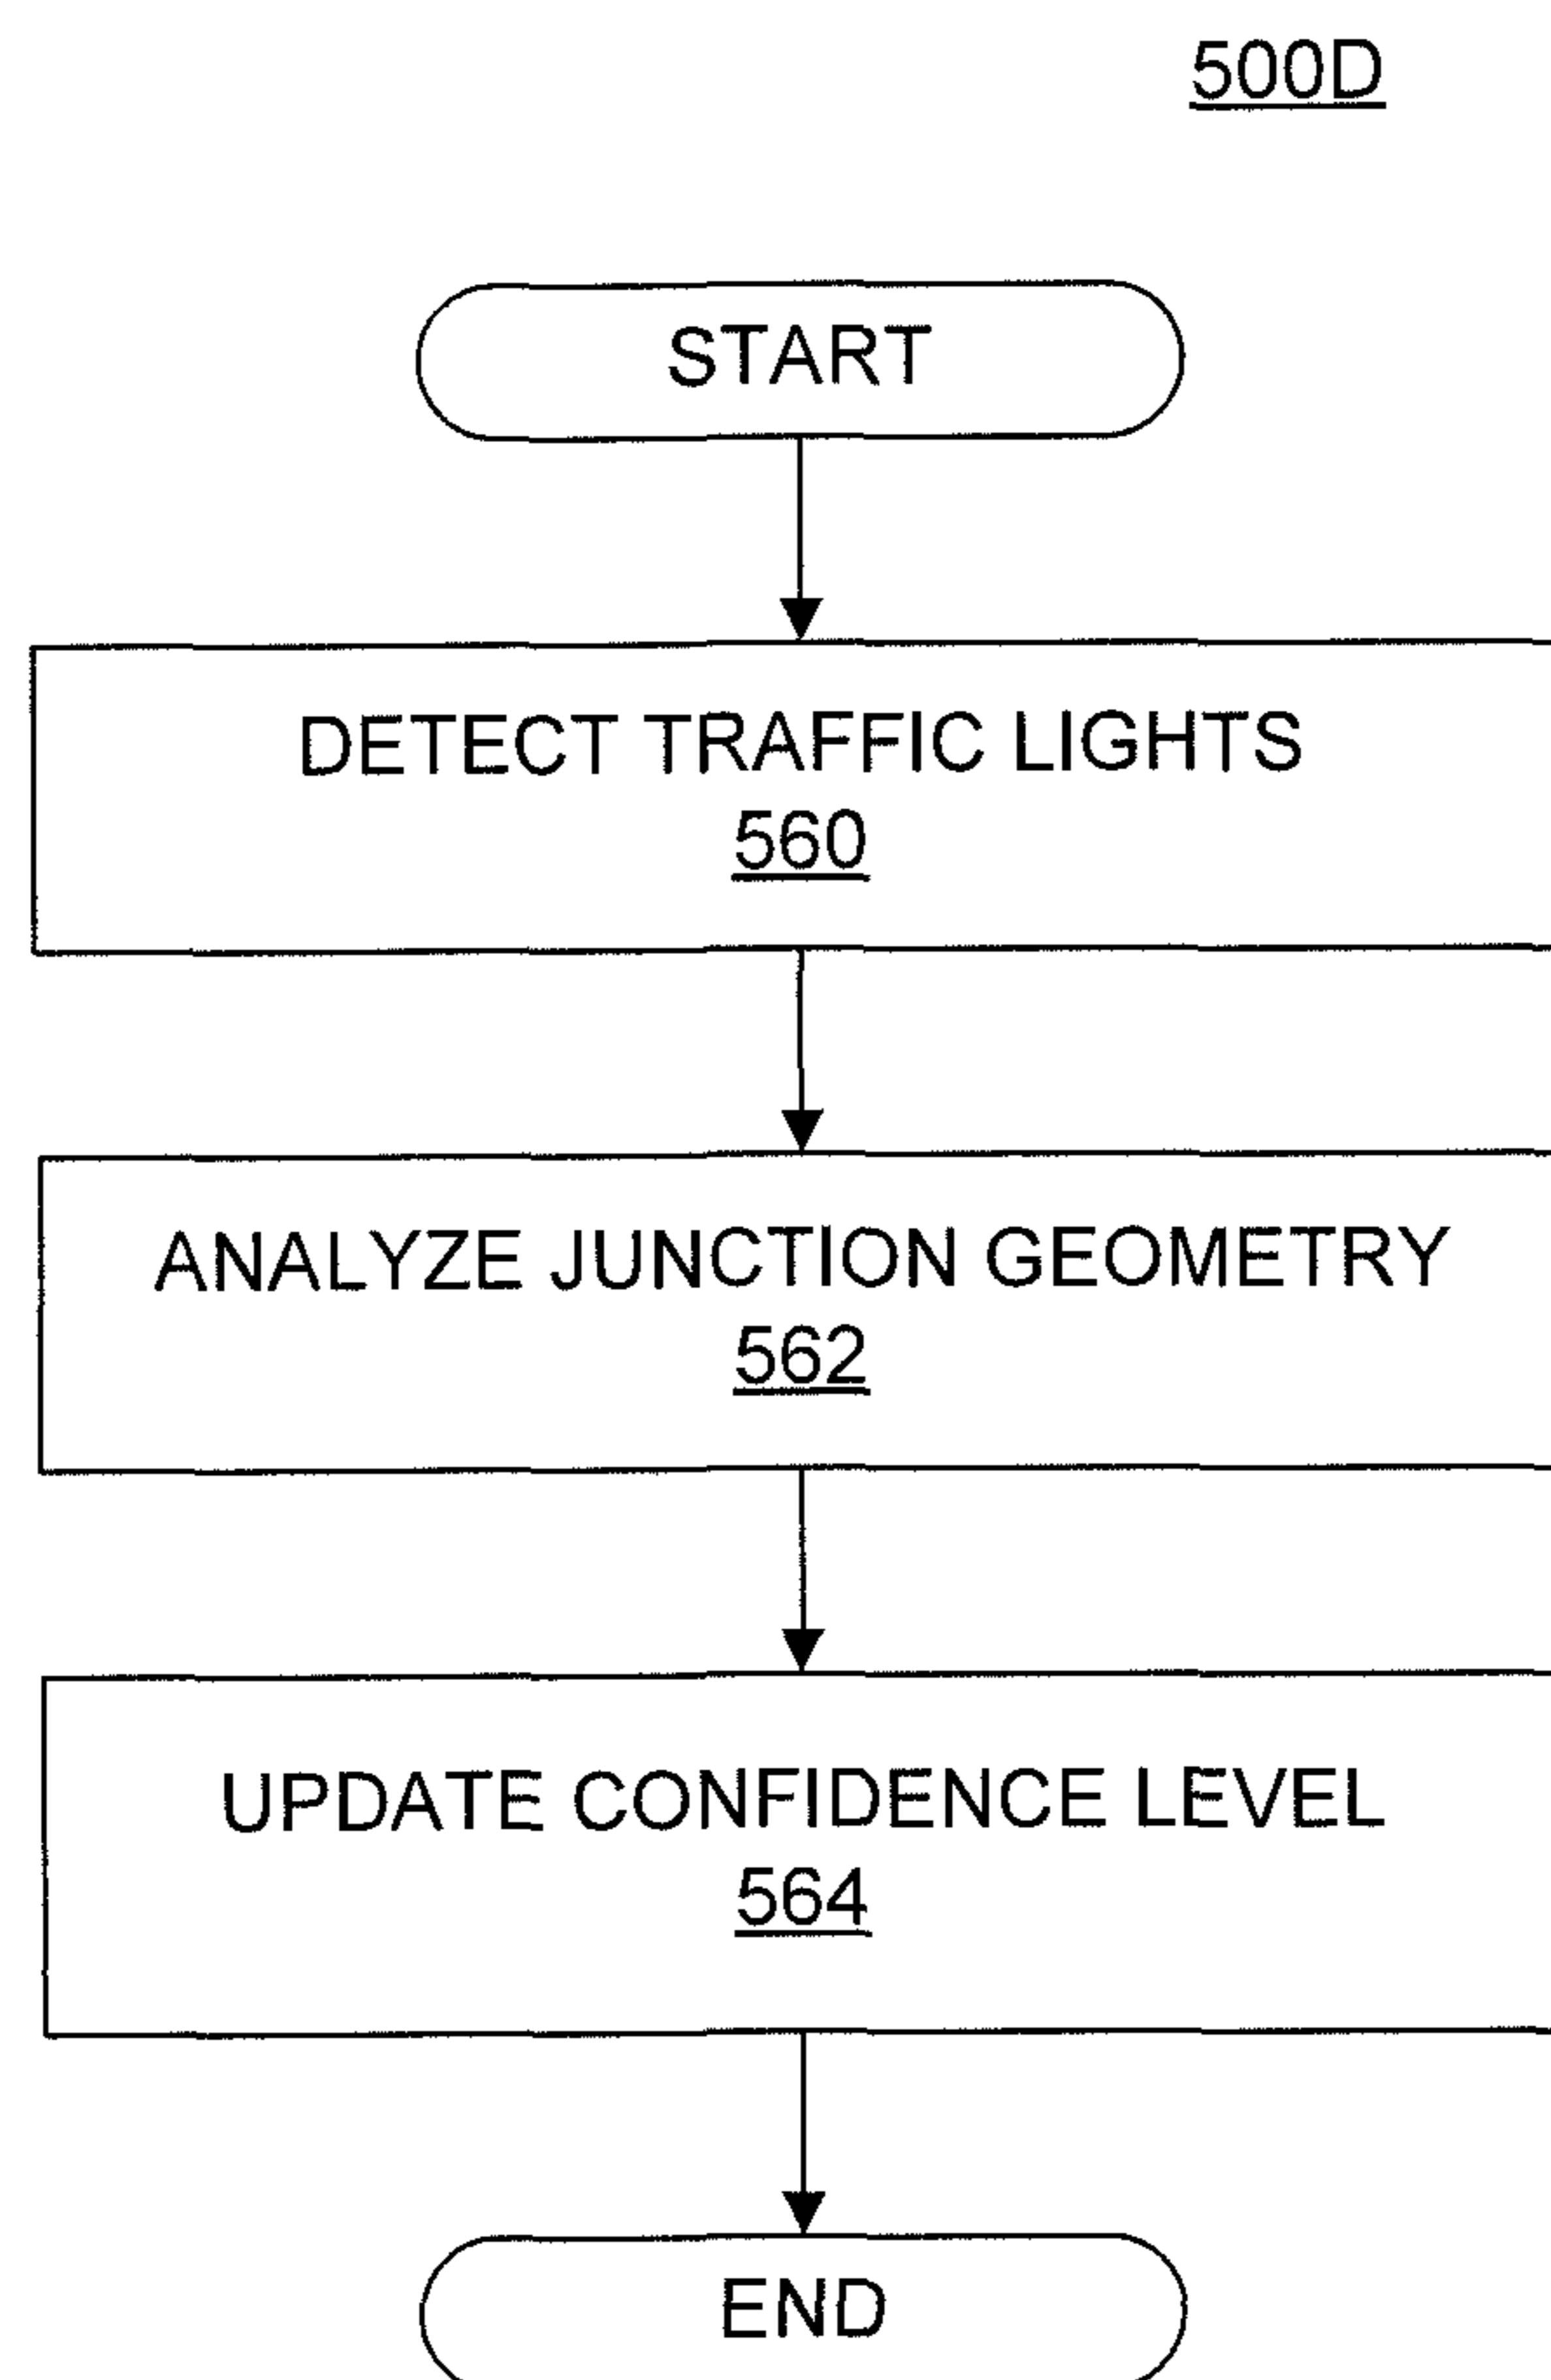 500D
START
DETECT TRAFFIC LIGHTS
560
ANALYZE JUNCTION GEOMETRY
562
UPDATE CONFIDENCE LEVEL
564
END